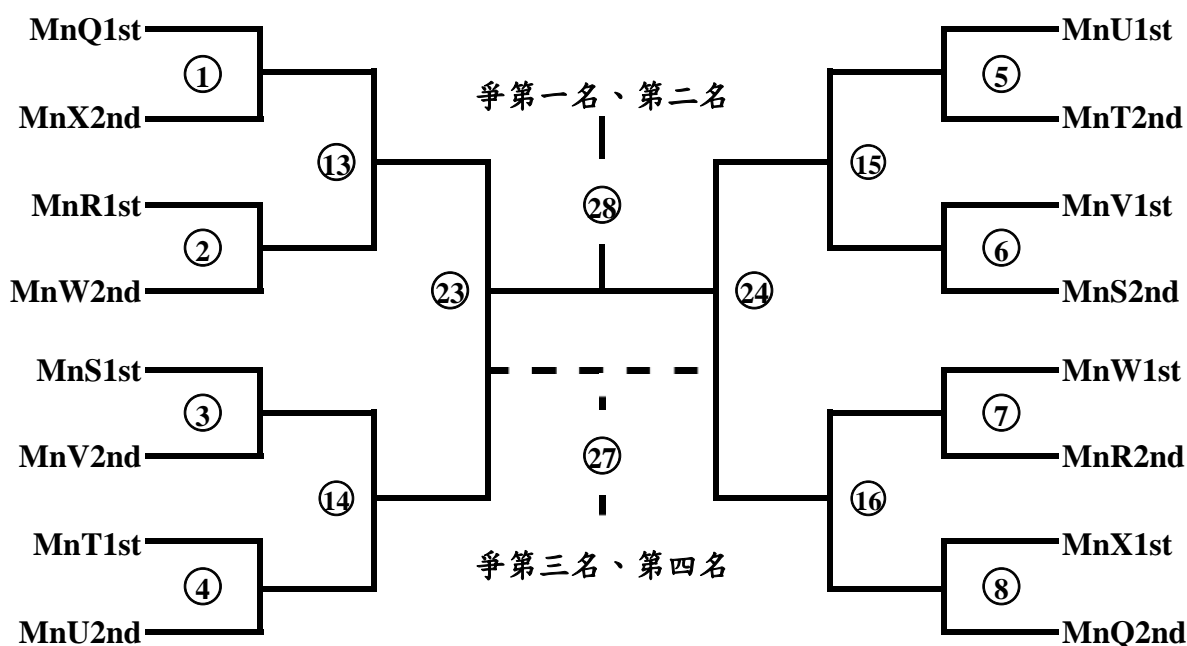 MnQ1st
①
MnX2nd
⑬
MnR1st
②
MnW2nd
㉓
MnS1st
③
MnV2nd
⑭
MnT1st
④
MnU2nd
爭第一名、第二名
㉘
㉗
爭第三名、第四名
MnU1st
⑤
MnT2nd
⑮
MnV1st
⑥
MnS2nd
㉔
MnW1st
⑦
MnR2nd
⑯
MnX1st
⑧
MnQ2nd